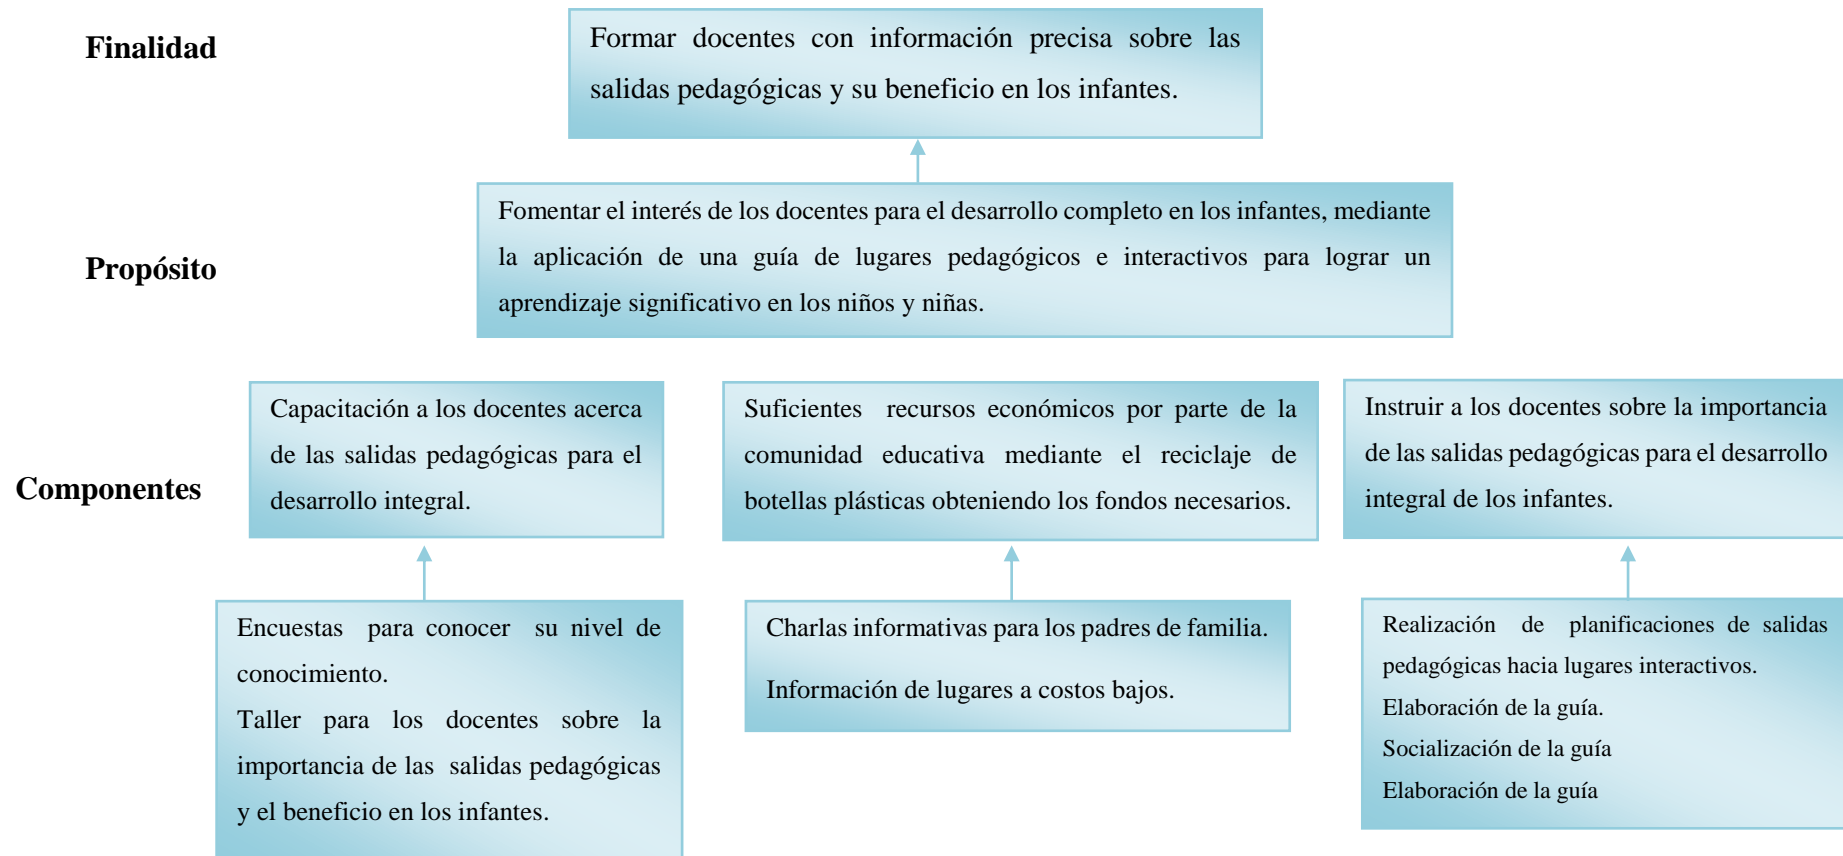 Finalidad
Formar docentes con información precisa sobre las
salidas pedagógicas y su beneficio en los infantes.
Propósito
Fomentar el interés de los docentes para el desarrollo completo en los infantes, mediante
la aplicación de una guía de lugares pedagógicos e interactivos para lograr un
aprendizaje significativo en los niños y niñas.
Componentes
Capacitación a los docentes acerca
de las salidas pedagógicas para el
desarrollo integral.
Suficientes recursos económicos por parte de la
comunidad educativa mediante el reciclaje de
botellas plásticas obteniendo los fondos necesarios.
Instruir a los docentes sobre la importancia
de las salidas pedagógicas para el desarrollo
integral de los infantes.
Encuestas para conocer su nivel de
conocimiento.
Taller para los docentes sobre la
importancia de las salidas pedagógicas
y el beneficio en los infantes.
Charlas informativas para los padres de familia.
Información de lugares a costos bajos.
Realización de planificaciones de salidas
pedagógicas hacia lugares interactivos.
Elaboración de la guía.
Socialización de la guía
Elaboración de la guía